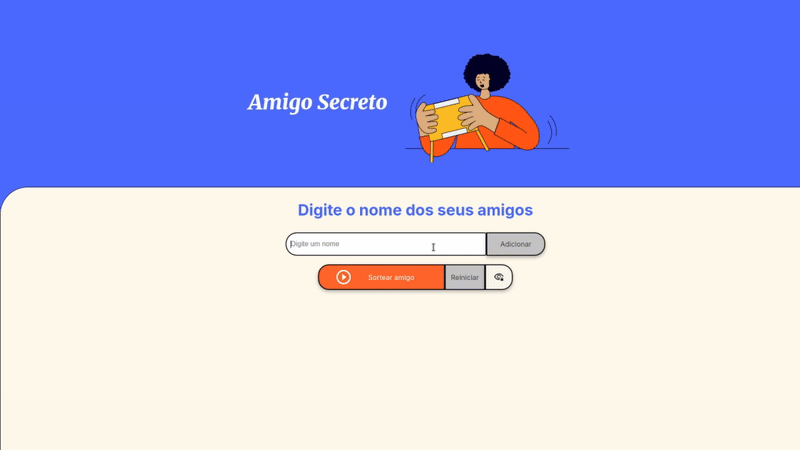 Amigo Secreto
Digite o nome dos seus amigos
Digite um nome
Adicionar
Sortear amigo
Reiniciar